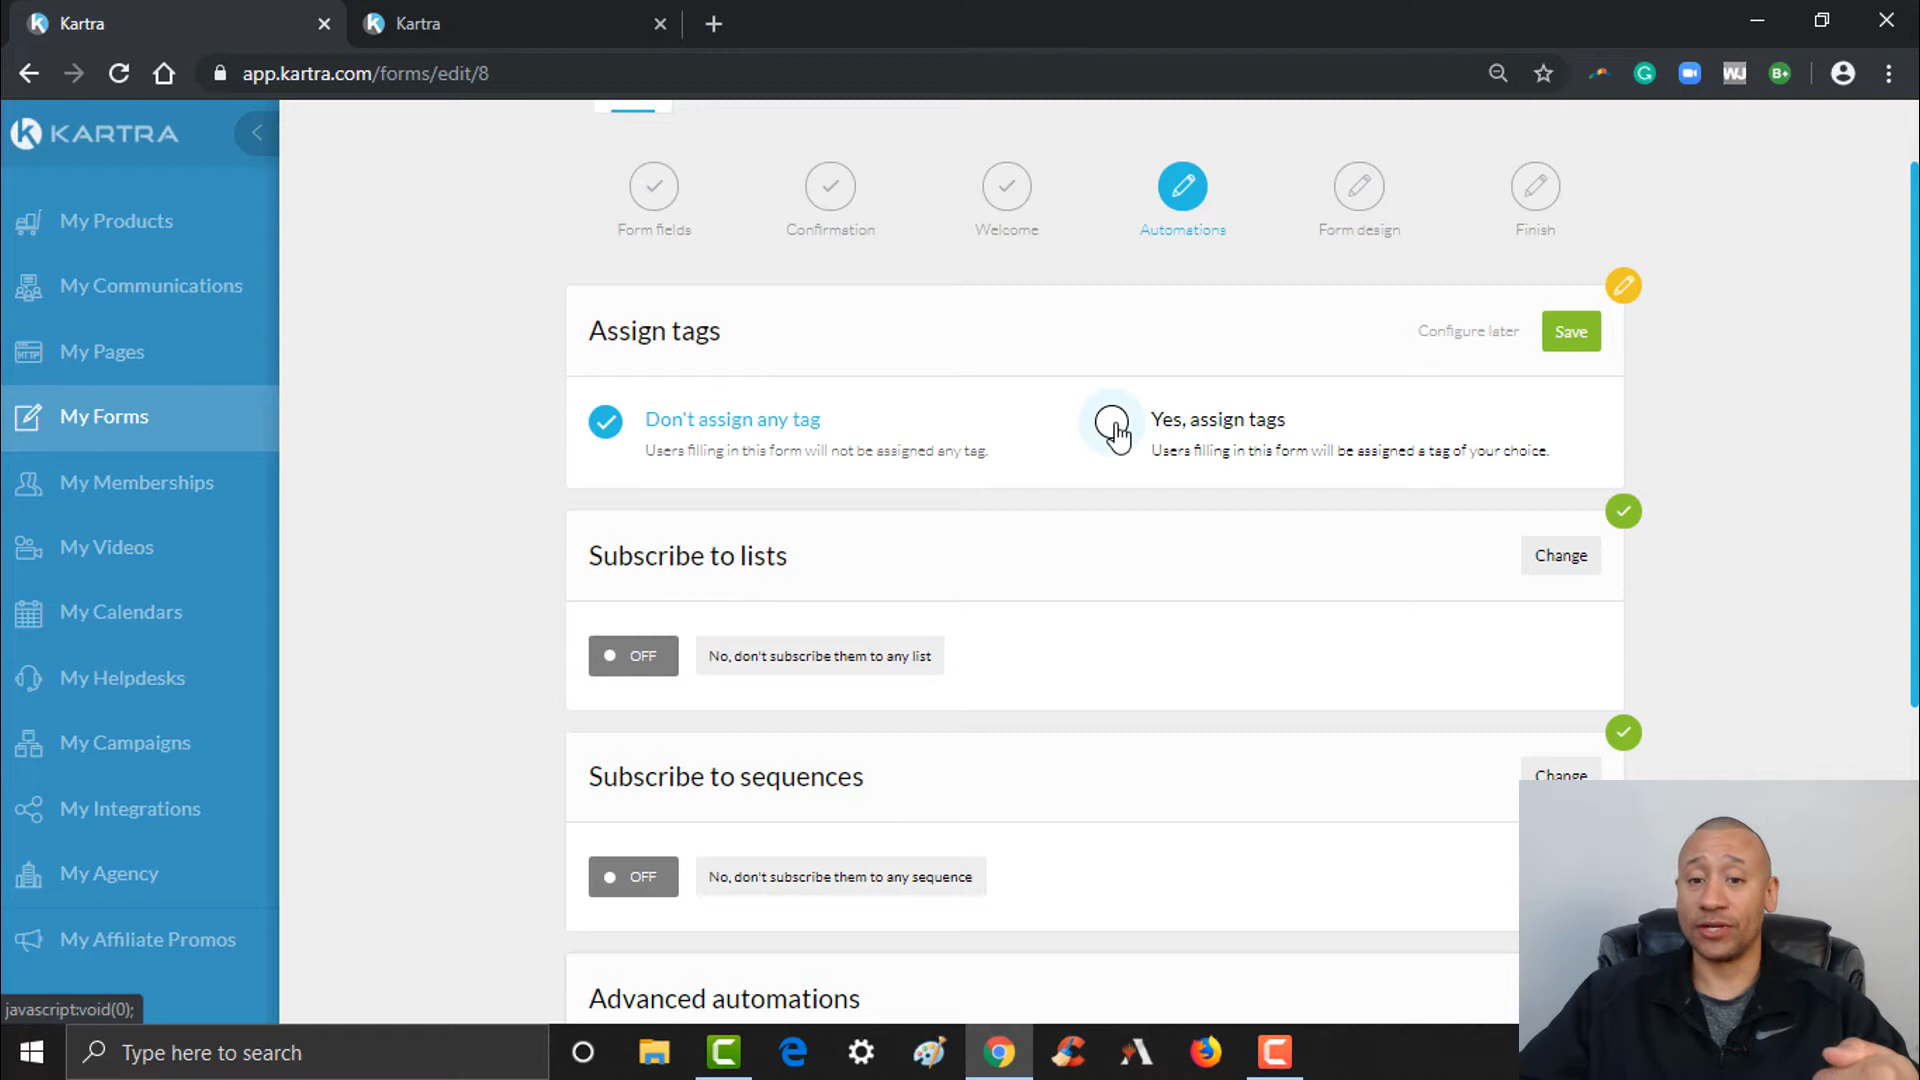 Kartra
Kartra
app.kartra.com/forms/edit/8
KARTRA
My Products
My Communications
My Pages
My Forms
My Memberships
My Videos
My Calendars
My Helpdesks
My Campaigns
My Integrations
My Agency
My Affiliate Promos
Form fields
Confirmation
Welcome
Automations
Form design
Finish
Assign tags
Configure later
Save
Don't assign any tag
Users filling in this form will not be assigned any tag.
Yes, assign tags
Users filling in this form will be assigned a tag of your choice.
Subscribe to lists
Change
OFF
No, don't subscribe them to any list
Subscribe to sequences
Change
OFF
No, don't subscribe them to any sequence
Advanced automations
javascript:void(0);
Type here to search